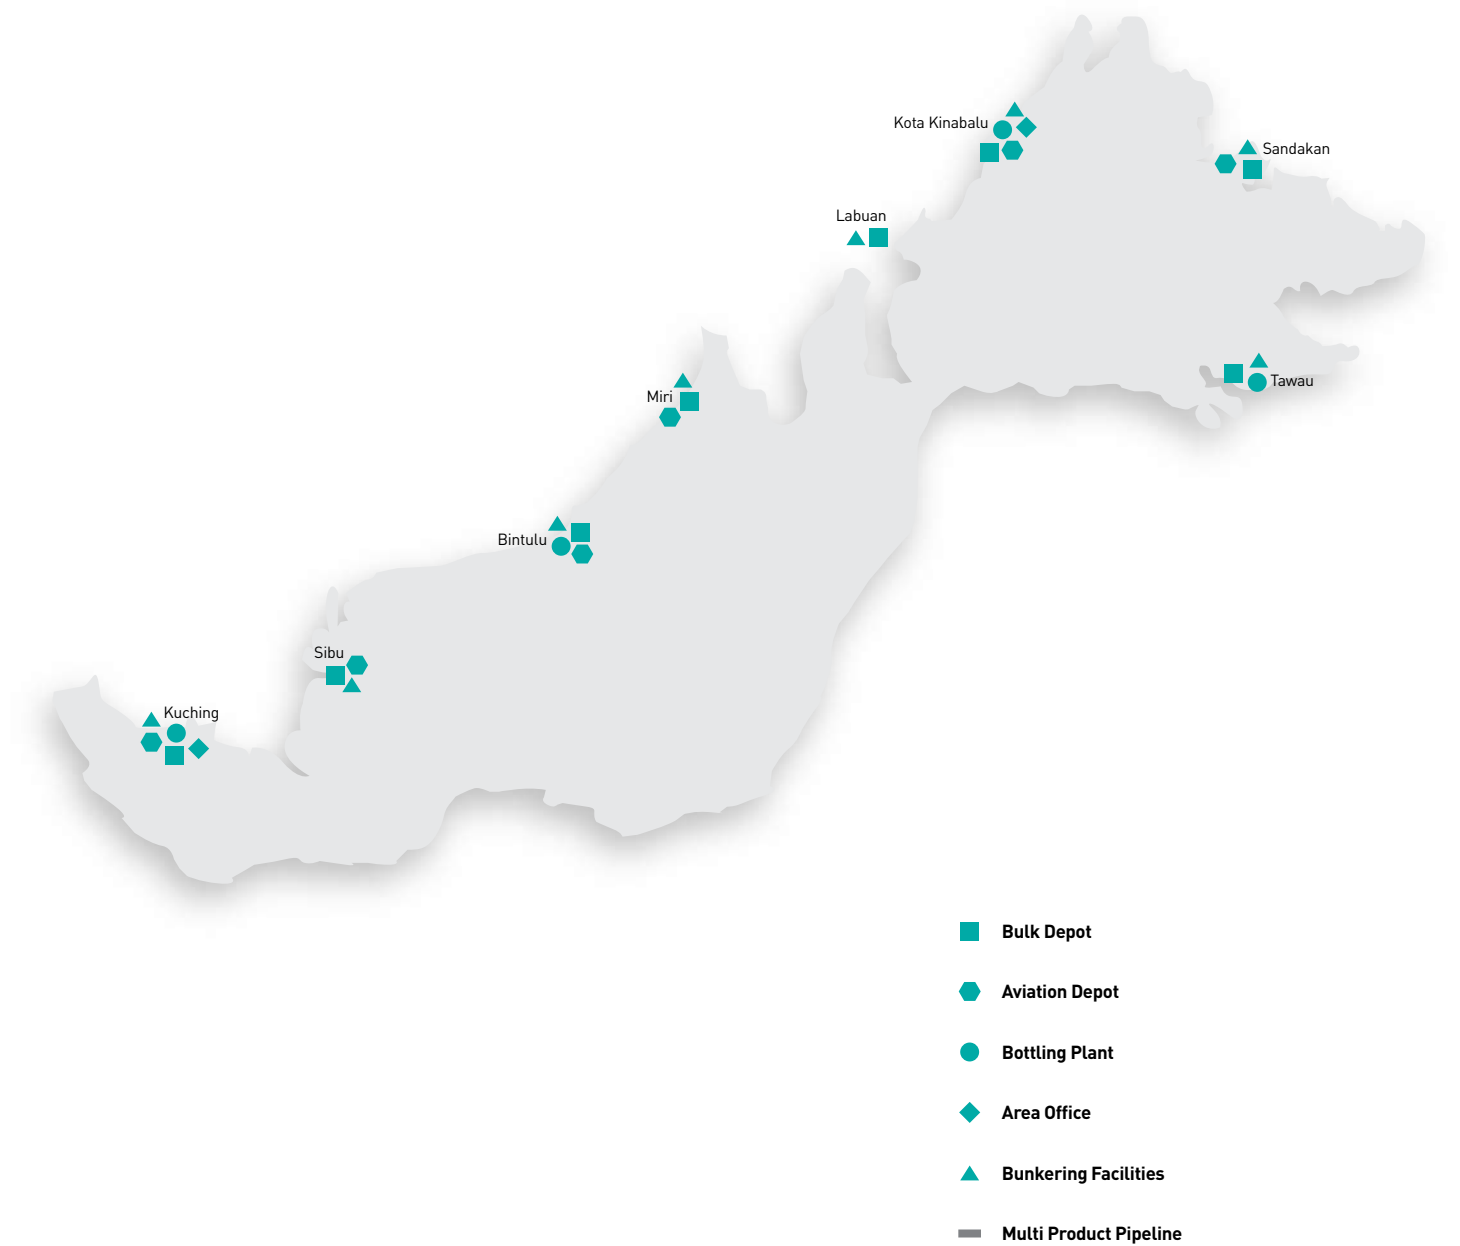 Kota Kinabalu
Sandakan
Labuan
Tawau
Miri
Bintulu
Sibu
Kuching
Bulk Depot
Aviation Depot
Bottling Plant
Area Office
Bunkering Facilities
Multi Product Pipeline